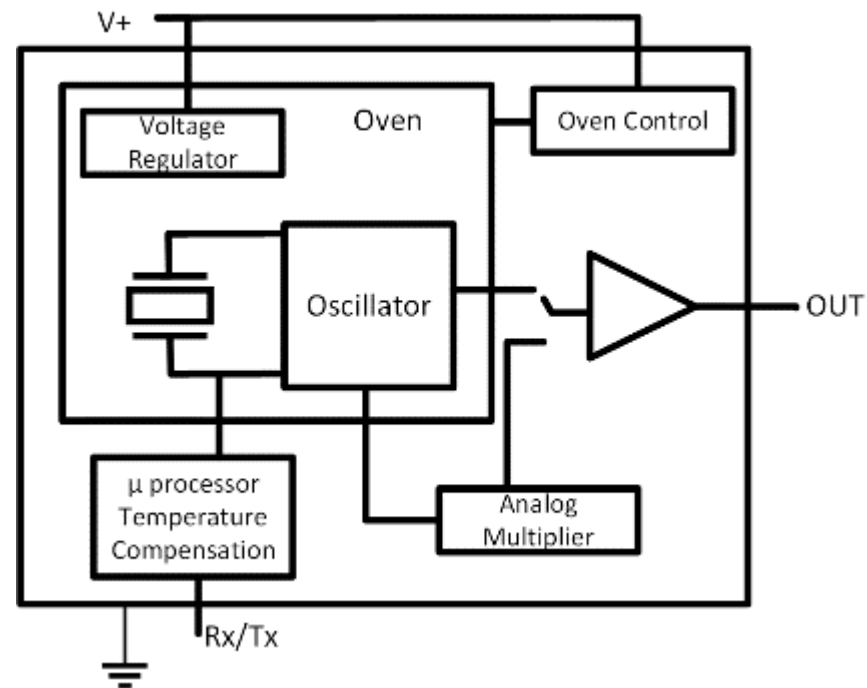 V+
Voltage
Regulator
Oven
Oven Control
Oscillator
OUT
μ processor
Temperature
Compensation
Analog
Multiplier
Rx/Tx